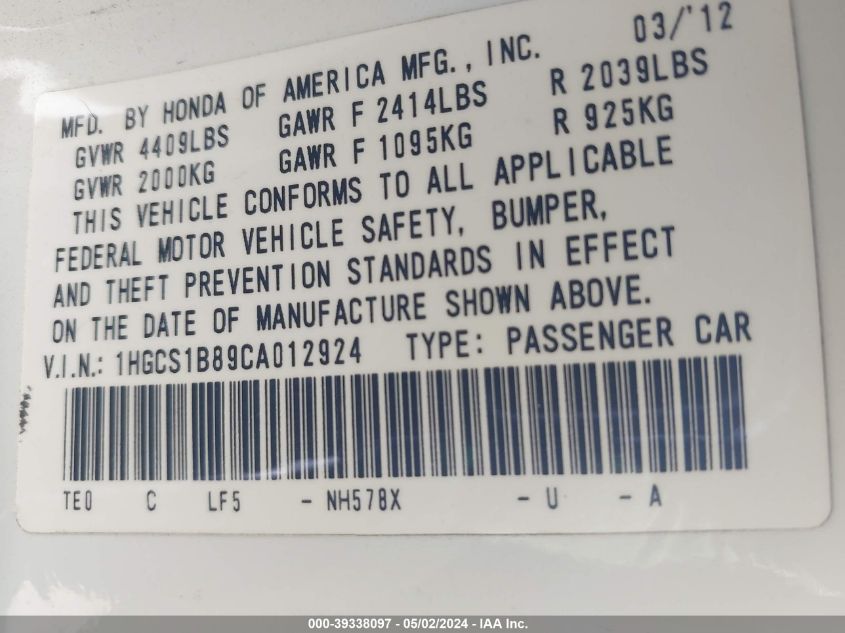 MFD. BY HONDA OF AMERICA MFG., INC. 03/'12
GVWR 4409LBS GAWR F 2414LBS R 2039LBS
GVWR 2000KG GAWR F 1095KG R 925KG
THIS VEHICLE CONFORMS TO ALL APPLICABLE
FEDERAL MOTOR VEHICLE SAFETY, BUMPER,
AND THEFT PREVENTION STANDARDS IN EFFECT
ON THE DATE OF MANUFACTURE SHOWN ABOVE.
V.I.N.: 1HGCS1B89CA012924 TYPE: PASSENGER CAR
TE0 C LF5 - NH578X - U - A
000-39338097 - 05/02/2024 - IAA Inc.